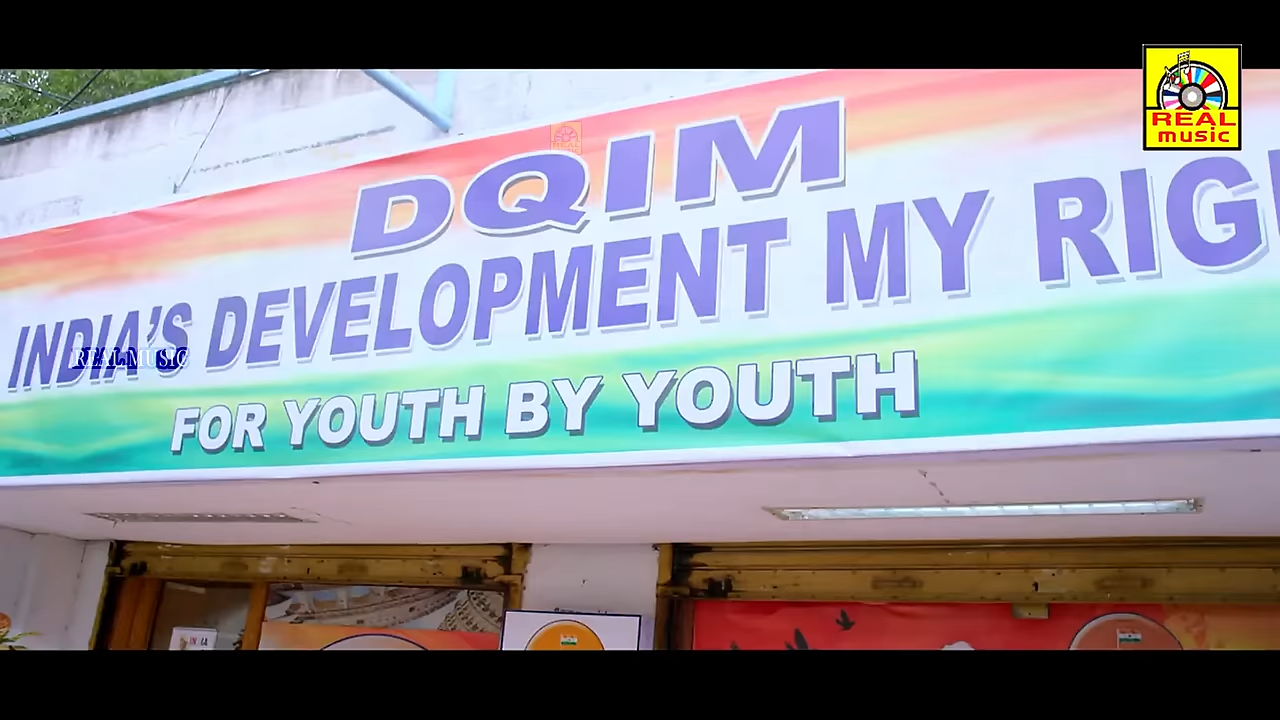 REAL
music
DQIM
INDIA'S DEVELOPMENT MY RIG
REAL MUSIC
FOR YOUTH BY YOUTH